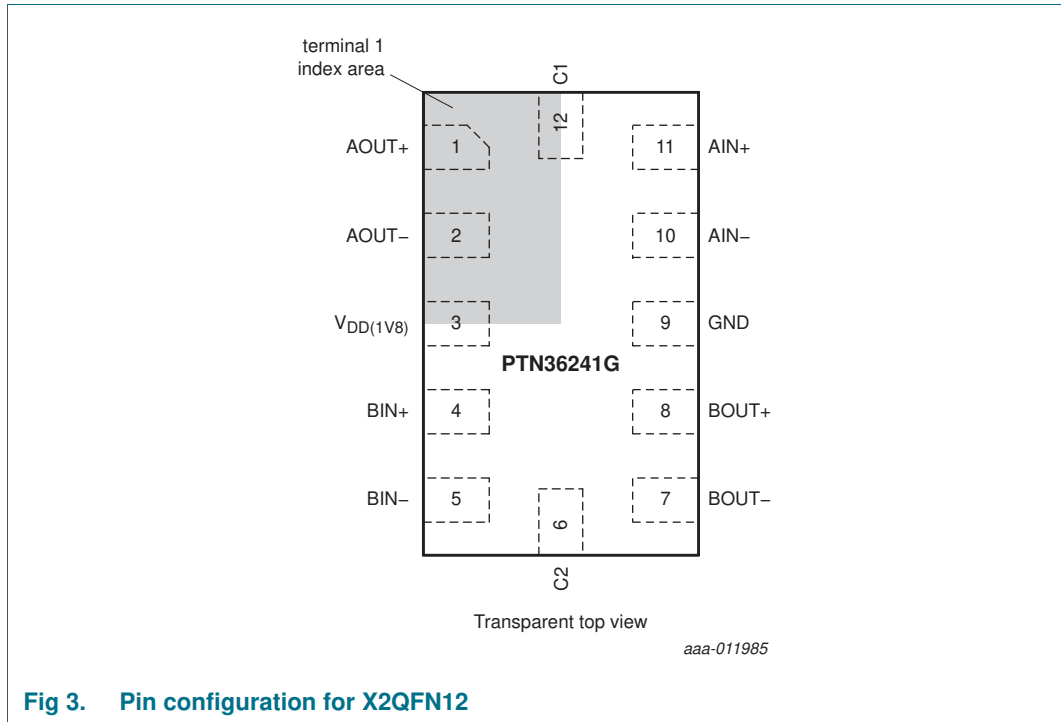 terminal 1
index area
C1
12
AOUT+ 1 11 AIN+
AOUT− 2 10 AIN−
VDD(1V8) 3 9 GND
PTN36241G
BIN+ 4 8 BOUT+
BIN− 5 7 BOUT−
6
C2
Transparent top view
aaa-011985
Fig 3. Pin configuration for X2QFN12